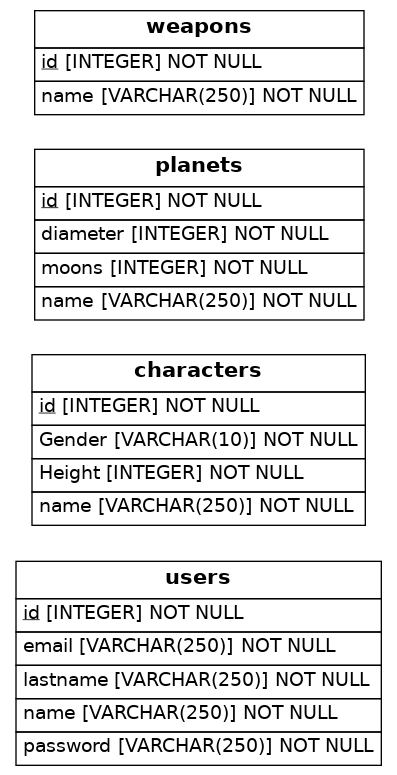 weapons
id [INTEGER] NOT NULL
name [VARCHAR(250)] NOT NULL
planets
id [INTEGER] NOT NULL
diameter [INTEGER] NOT NULL
moons [INTEGER] NOT NULL
name [VARCHAR(250)] NOT NULL
characters
id [INTEGER] NOT NULL
Gender [VARCHAR(10)] NOT NULL
Height [INTEGER] NOT NULL
name [VARCHAR(250)] NOT NULL
users
id [INTEGER] NOT NULL
email [VARCHAR(250)] NOT NULL
lastname [VARCHAR(250)] NOT NULL
name [VARCHAR(250)] NOT NULL
password [VARCHAR(250)] NOT NULL